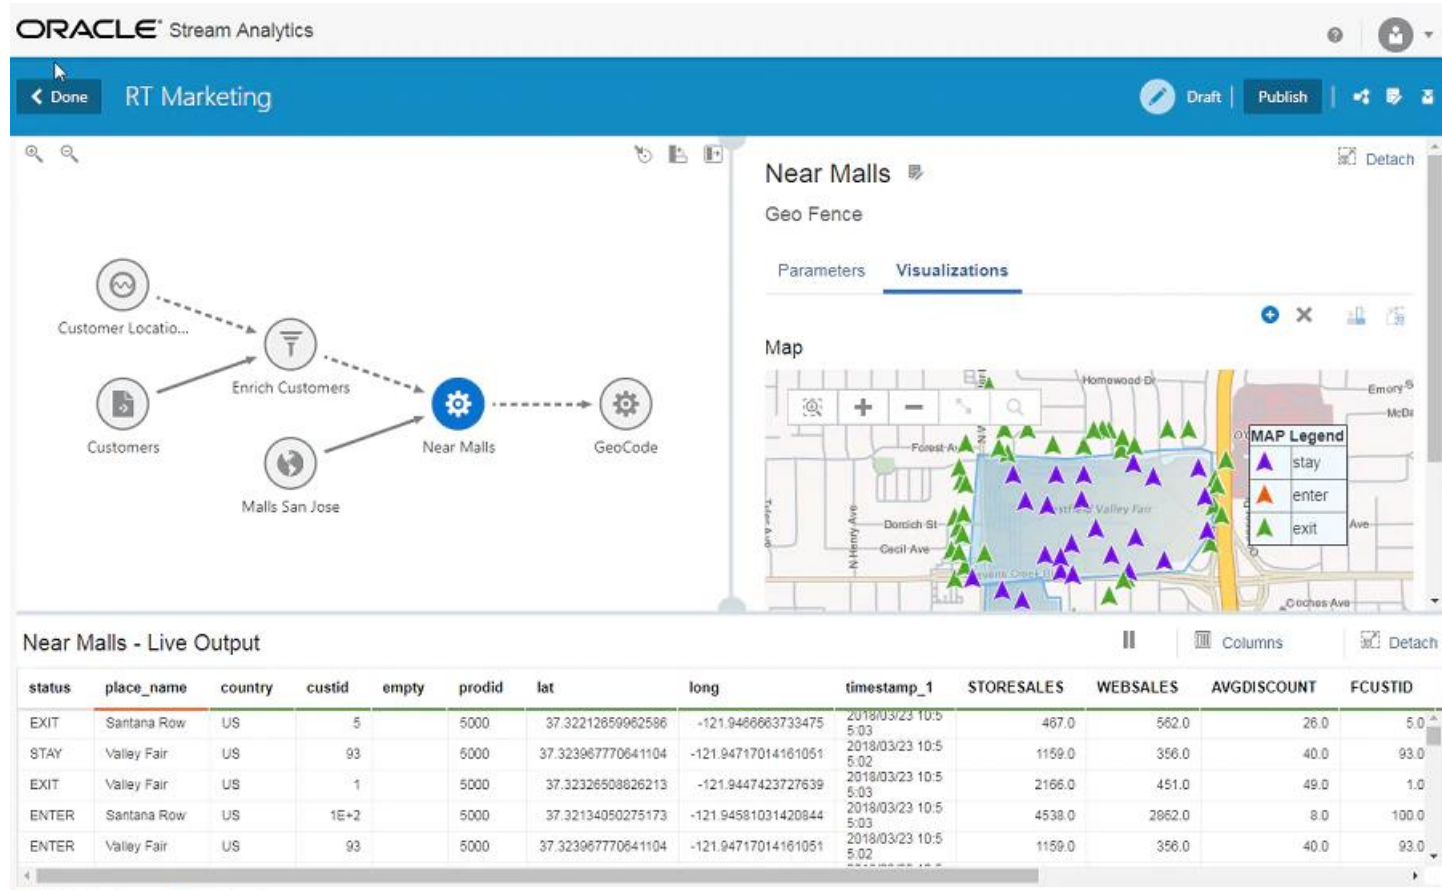 ORACLE® Stream Analytics
Done RT Marketing Draft Publish
Near Malls
Detach
Geo Fence
Parameters Visualizations
Map
Customer Locatio...
Enrich Customers
Customers
Near Malls
GeoCode
Malls San Jose
Homewood Dr
Emory
Forest
MAP Legend
stay
enter
exit
Valley Fair
Dorcich St
Cecil Ave
N Henry Ave
Ave
Coches Ave
Near Malls - Live Output Columns Detach
status place_name country custid empty prodid lat long timestamp_1 STORESALES WEBSALES AVGDISCOUNT FCUSTID
EXIT Santana Row US 5 5000 37.32212659962586 -121.9466663733475 2018/03/23 10:5 467.0 562.0 26.0 5.0
5:03
STAY Valley Fair US 93 5000 37.323967770641104 -121.94717014161051 2018/03/23 10:5 1159.0 356.0 40.0 93.0
5:02
EXIT Valley Fair US 1 5000 37.32326508826213 -121.9447423727639 2018/03/23 10:5 2166.0 451.0 49.0 1.0
5:03
ENTER Santana Row US 1E+2 5000 37.32134050275173 -121.94581031420844 2018/03/23 10:5 4538.0 2862.0 8.0 100.0
5:03
ENTER Valley Fair US 93 5000 37.323967770641104 -121.94717014161051 2018/03/23 10:5 1159.0 356.0 40.0 93.0
5:02